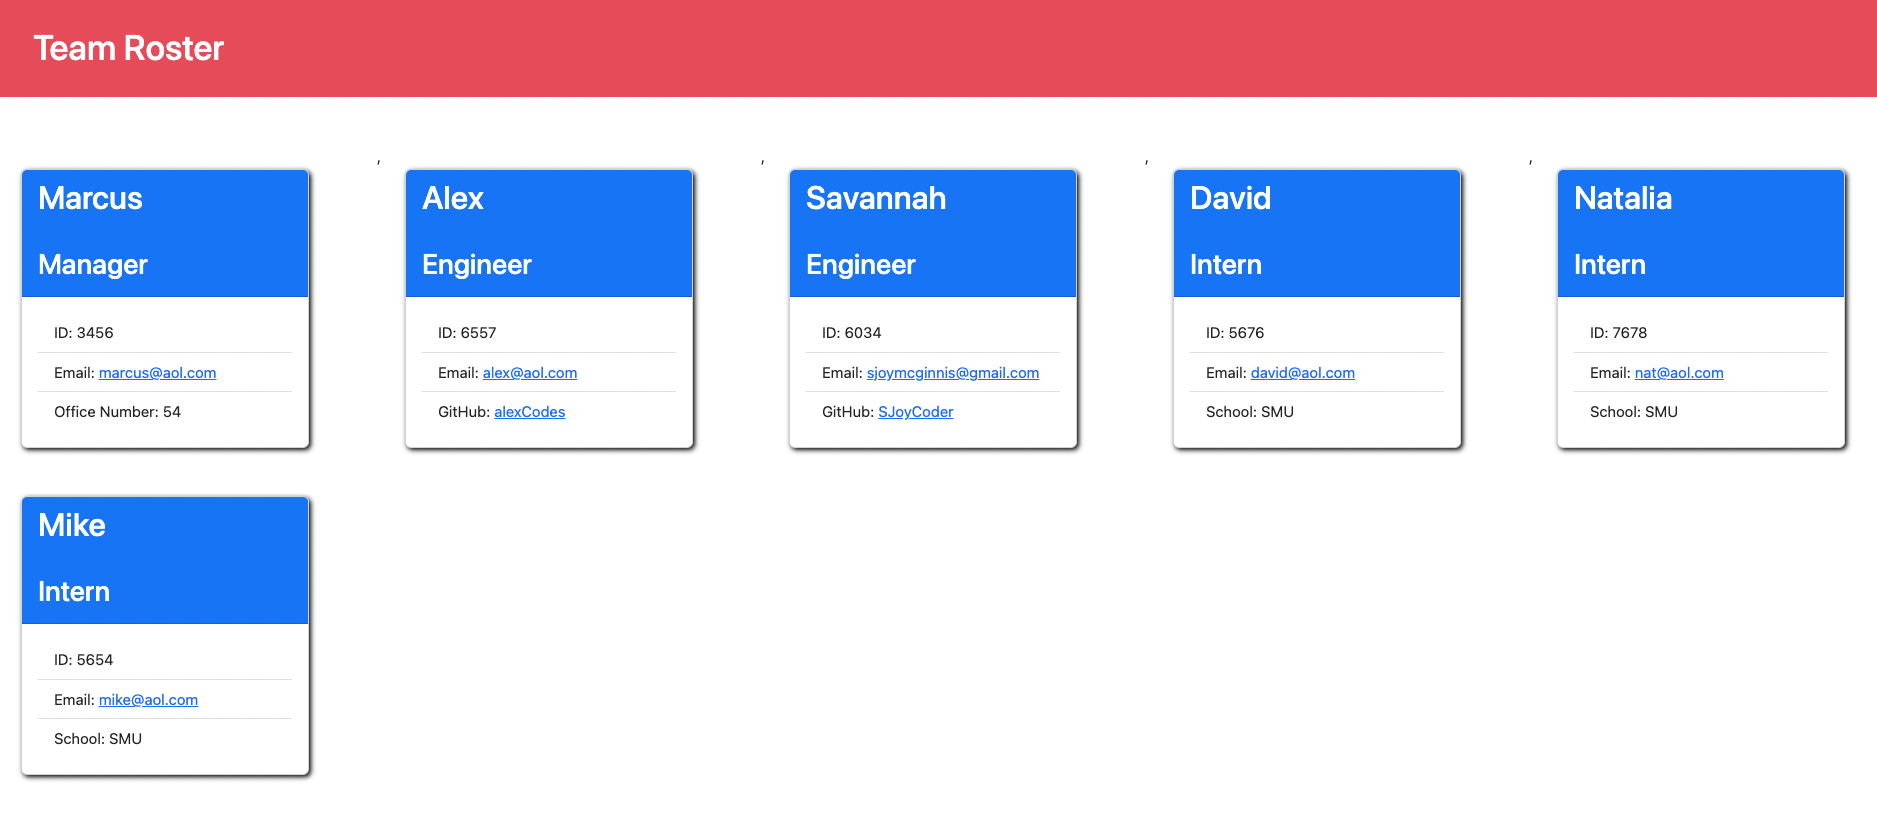 Team Roster
, , , ,
Marcus
Manager
ID: 3456
Email: marcus@aol.com
Office Number: 54
Alex
Engineer
ID: 6557
Email: alex@aol.com
GitHub: alexCodes
Savannah
Engineer
ID: 6034
Email: sjoymcginnis@gmail.com
GitHub: SJoyCoder
David
Intern
ID: 5676
Email: david@aol.com
School: SMU
Natalia
Intern
ID: 7678
Email: nat@aol.com
School: SMU
Mike
Intern
ID: 5654
Email: mike@aol.com
School: SMU